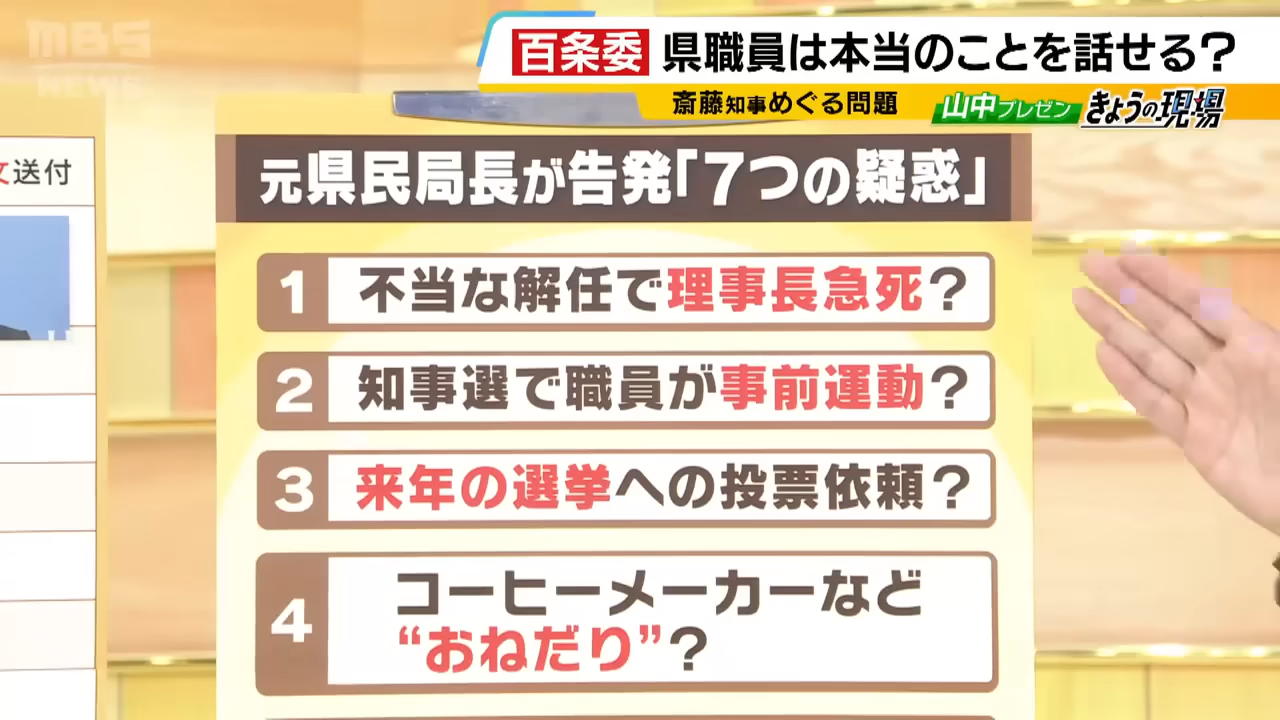 MBS
NEWS
百条委 県職員は本当のことを話せる？
斎藤知事めぐる問題 山中プレゼン きょうの現場
送付
元県民局長が告発「７つの疑惑」
1 不当な解任で理事長急死？
2 知事選で職員が事前運動？
3 来年の選挙への投票依頼？
4 コーヒーメーカーなど
“おねだり”？